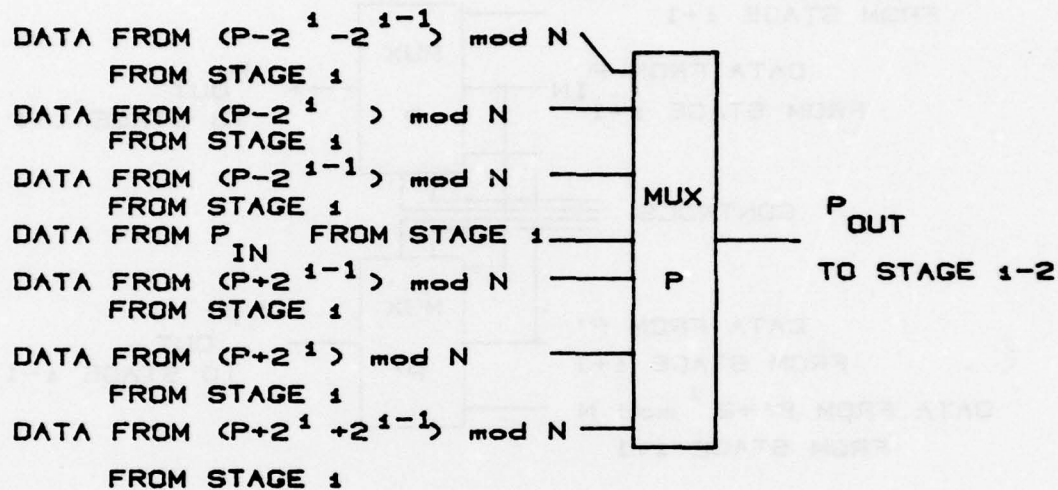 DATA FROM (P-2^i -2^i-1) mod N
FROM STAGE i
DATA FROM (P-2^i ) mod N
FROM STAGE i
DATA FROM (P-2^i-1 ) mod N
FROM STAGE i
DATA FROM P_IN FROM STAGE i
DATA FROM (P+2^i-1 ) mod N
FROM STAGE i
DATA FROM (P+2^i) mod N
FROM STAGE i
DATA FROM (P+2^i +2^i-1) mod N
FROM STAGE i
MUX
P
P_OUT
TO STAGE i-2